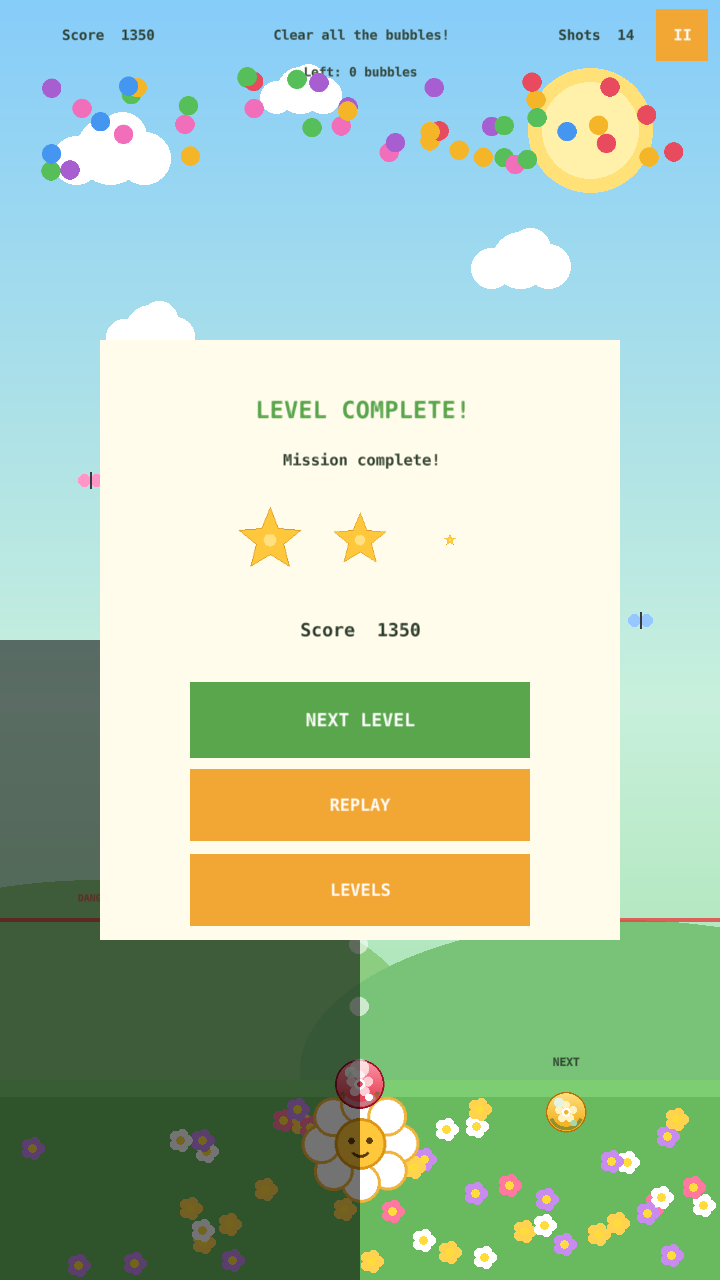 Score 1350
Clear all the bubbles!
Shots 14
II
Left: 0 bubbles
LEVEL COMPLETE!
Mission complete!
Score 1350
NEXT LEVEL
REPLAY
LEVELS
NEXT